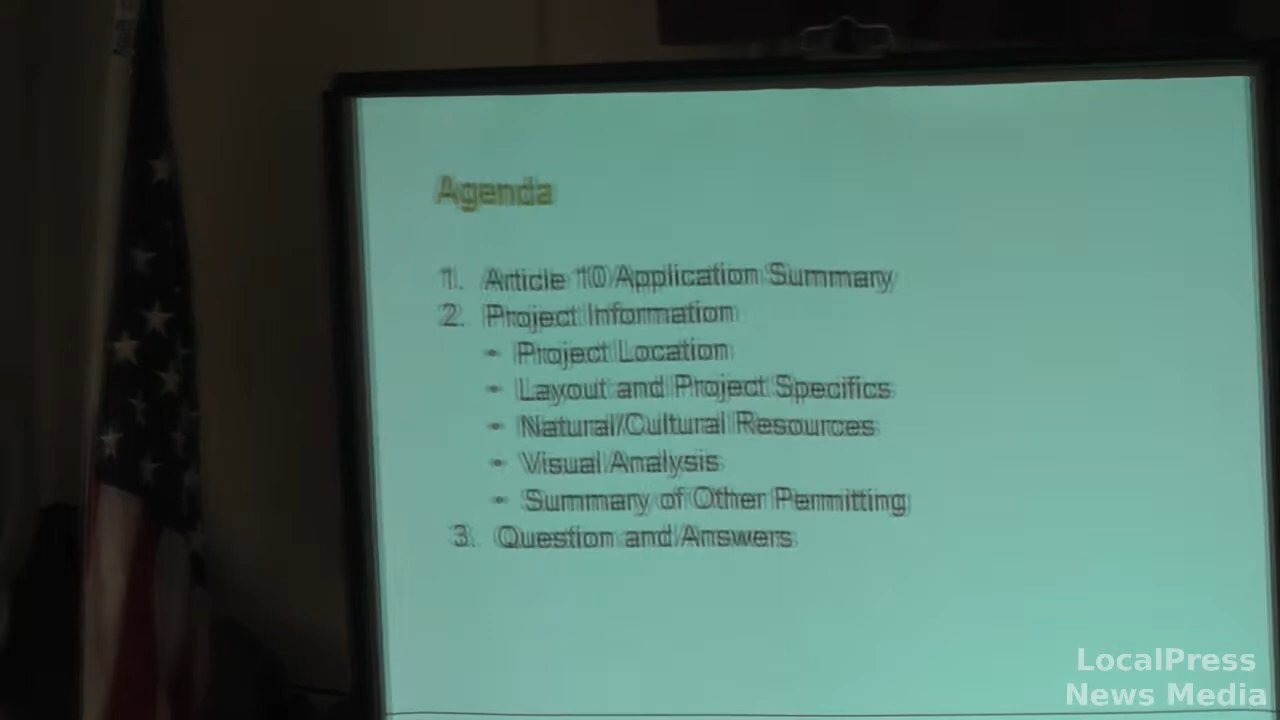 Agenda
1. Article 10 Application Summary
2. Project Information
• Project Location
• Layout and Project Specifics
• Natural/Cultural Resources
• Visual Analysis
• Summary of Other Permitting
3. Question and Answers
LocalPress
News Media